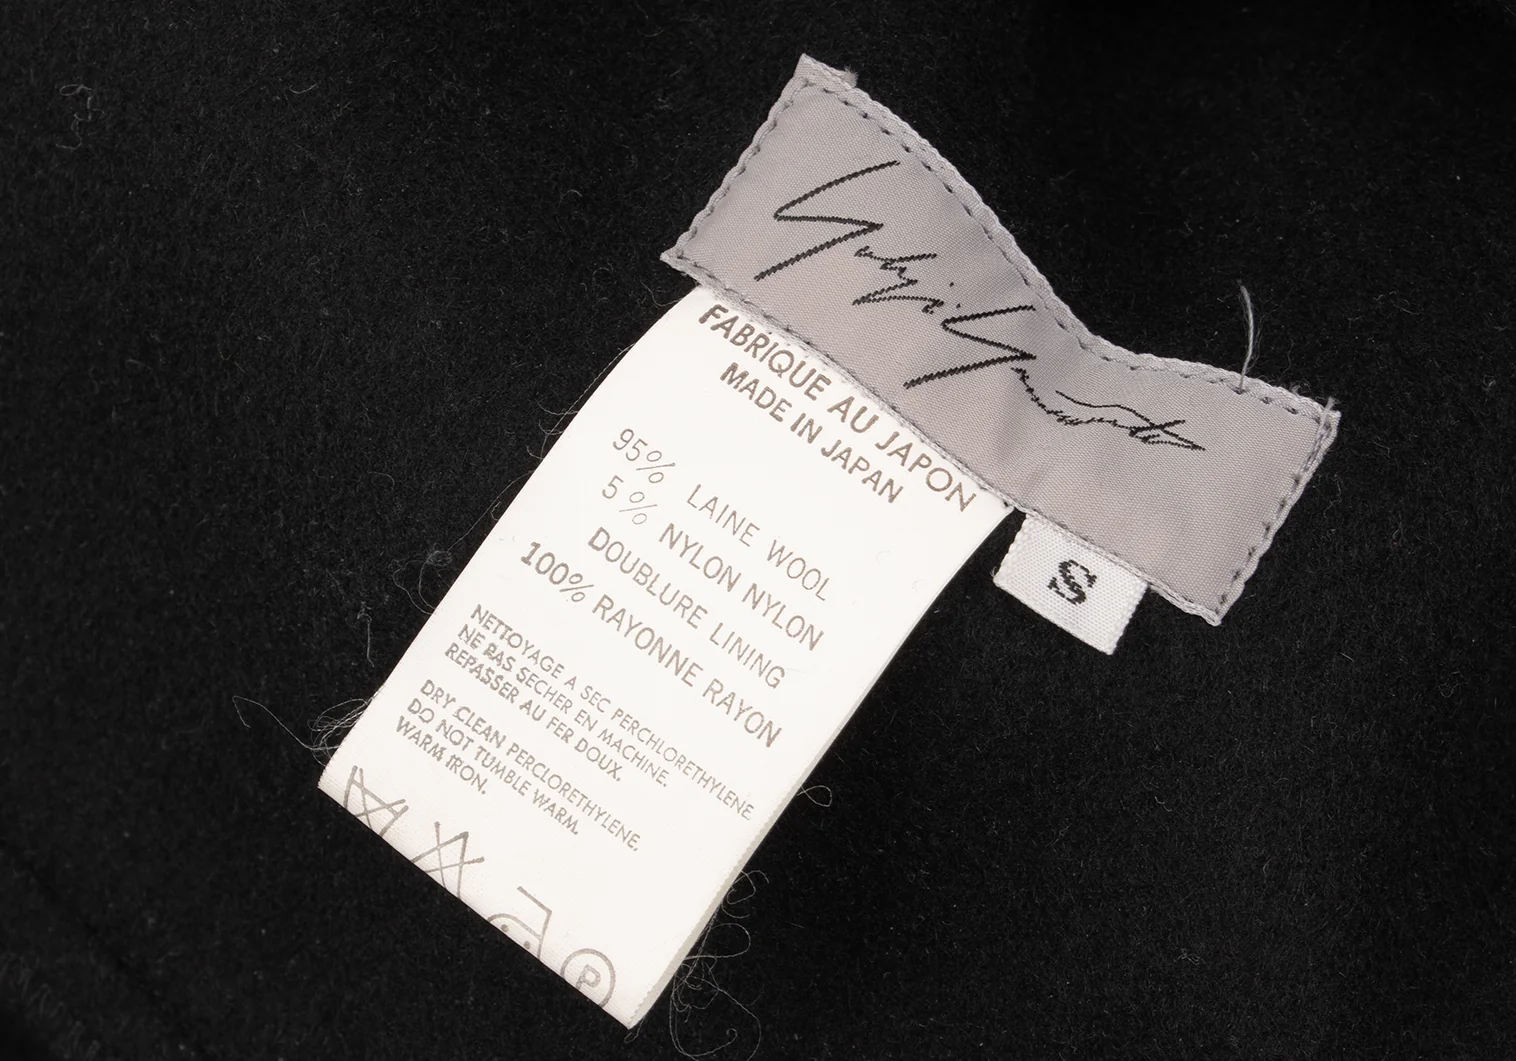 Yohji Yamamoto
S
FABRIQUE AU JAPON
MADE IN JAPAN
95% LAINE WOOL
5% NYLON NYLON
DOUBLURE LINING
100% RAYONNE RAYON
NETTOYAGE A SEC PERCHLORETHYLENE
NE PAS SECHER EN MACHINE.
REPASSER AU FER DOUX.
DRY CLEAN PERCLORETHYLENE,
DO NOT TUMBLE WARM.
WARM IRON.
P